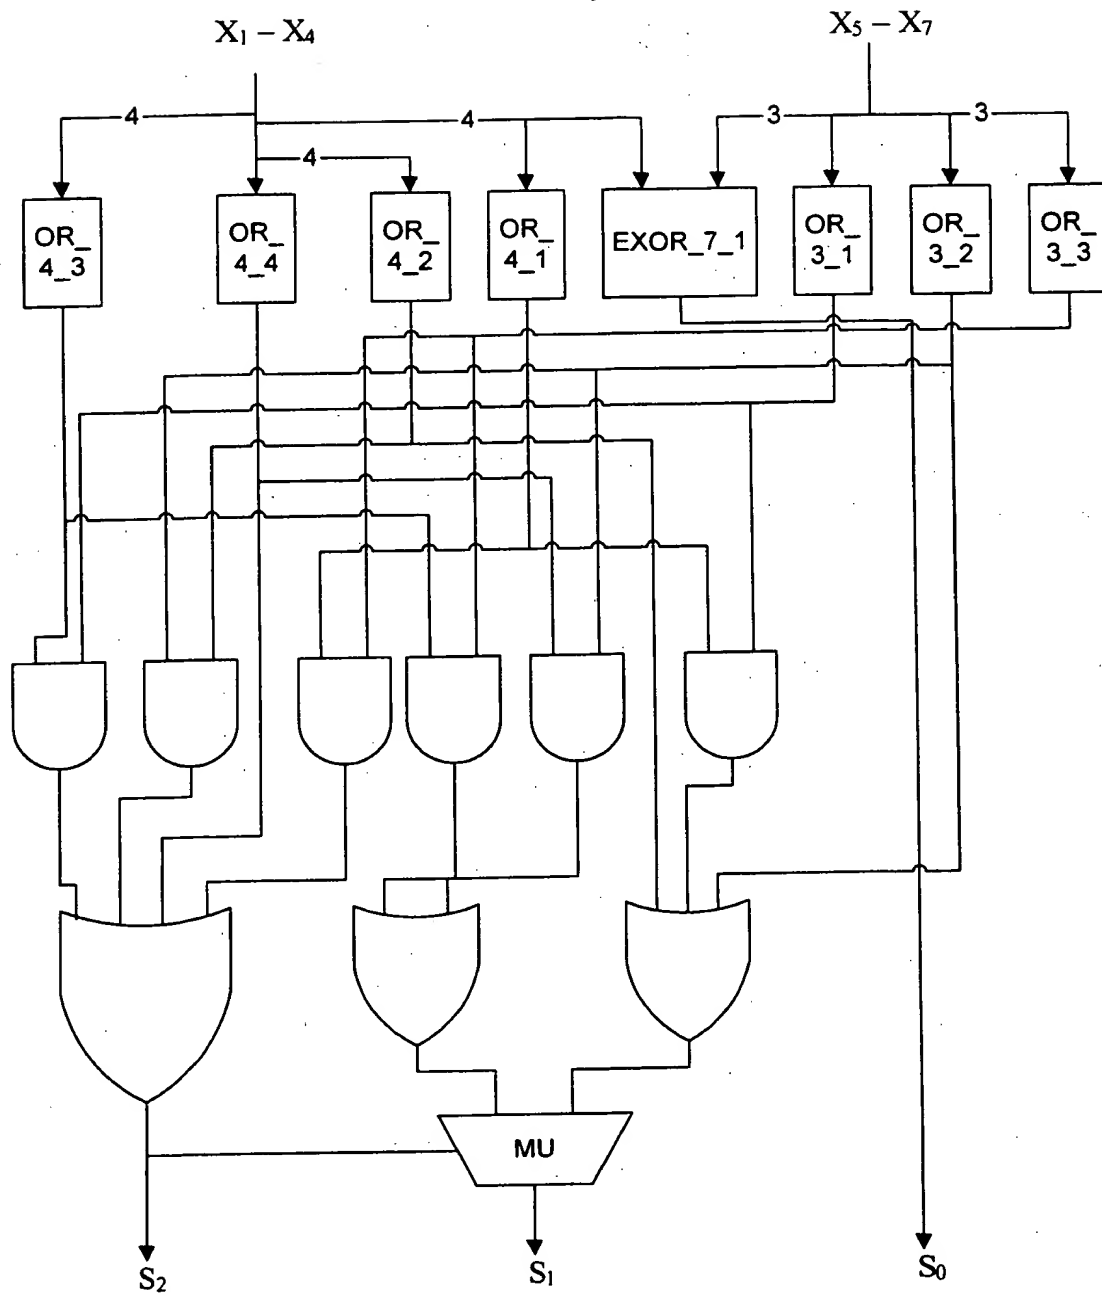 X1 – X4
X5 – X7
4
4
3
3
4
OR_
4_3
OR_
4_4
OR_
4_2
OR_
4_1
EXOR_7_1
OR_
3_1
OR_
3_2
OR_
3_3
MU
S2
S1
S0